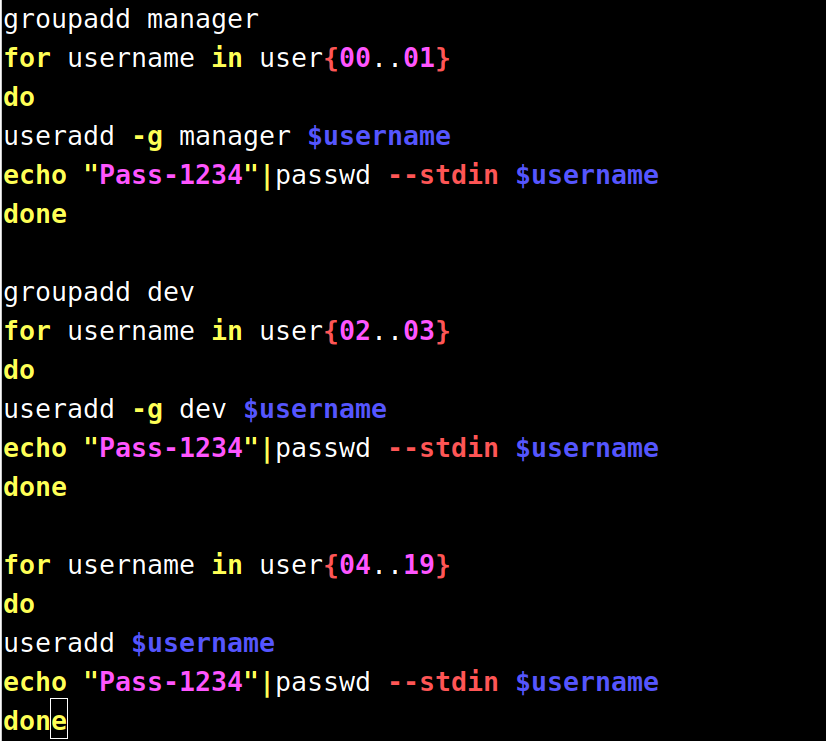 groupadd manager
for username in user{00..01}
do
useradd -g manager $username
echo "Pass-1234"|passwd --stdin $username
done
groupadd dev
for username in user{02..03}
do
useradd -g dev $username
echo "Pass-1234"|passwd --stdin $username
done
for username in user{04..19}
do
useradd $username
echo "Pass-1234"|passwd --stdin $username
done